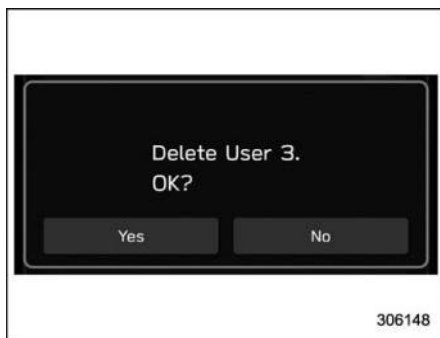 Delete User 3.
OK?
Yes
No
306148